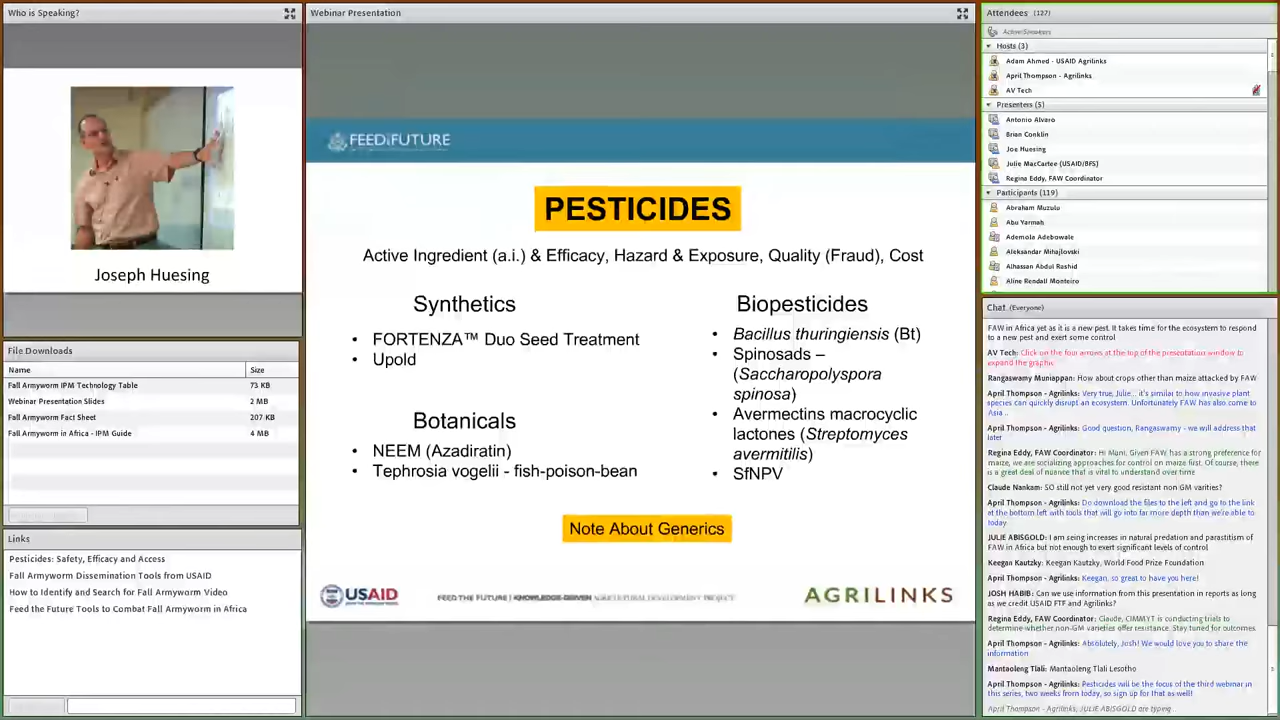 Who is Speaking?
Joseph Huesing
File Downloads
Name Size
Fall Armyworm IPM Technology Table 73 KB
Webinar Presentation Slides 2 MB
Fall Armyworm Fact Sheet 207 KB
Fall Armyworm in Africa - IPM Guide 4 MB
Links
Pesticides: Safety, Efficacy and Access
Fall Armyworm Dissemination Tools from USAID
How to Identify and Search for Fall Armyworm Video
Feed the Future Tools to Combat Fall Armyworm in Africa
Webinar Presentation
FEED the FUTURE
PESTICIDES
Active Ingredient (a.i.) & Efficacy, Hazard & Exposure, Quality (Fraud), Cost
Synthetics
• FORTENZA™ Duo Seed Treatment
• Upold
Botanicals
• NEEM (Azadiratin)
• Tephrosia vogelii - fish-poison-bean
Biopesticides
• Bacillus thuringiensis (Bt)
• Spinosads –
(Saccharopolyspora
spinosa)
• Avermectins macrocyclic
lactones (Streptomyces
avermitilis)
• SfNPV
Note About Generics
USAID
FEED THE FUTURE | KNOWLEDGE-DRIVEN AGRICULTURAL DEVELOPMENT PROJECT
AGRILINKS
Attendees (127)
Active Speakers
Hosts (3)
Adam Ahmed - USAID Agrilinks
April Thompson - Agrilinks
AV Tech
Presenters (5)
Antonio Alvaro
Brian Conklin
Joe Huesing
Julie MacCartee (USAID/BFS)
Regina Eddy, FAW Coordinator
Participants (119)
Abraham Muzulu
Abu Yarmah
Ademola Adebowale
Aleksandar Mihajlovski
Alhassan Abdul Rashid
Aline Rendall Monteiro
Chat (Everyone)
FAW in Africa yet as it is a new pest. It takes time for the ecosystem to respond
to a new pest and exert some control
AV Tech: Click on the four arrows at the top of the presentation window to
expand the graphic
Rangaswamy Muniappan: How about crops other than maize attacked by FAW
April Thompson - Agrilinks: Very true, Julie... it's similar to how invasive plant
species can quickly disrupt an ecosystem. Unfortunately FAW has also come to
Asia ..
April Thompson - Agrilinks: Good question, Rangaswamy - we will address that
later
Regina Eddy, FAW Coordinator: Hi Muni, Given FAW has a strong preference for
maize, we are socializing approaches for control on maize first. Of course, there
is a great deal of nuance that is vital to understand over time
Claude Nankam: SO still not yet very good resistant non GM varities?
April Thompson - Agrilinks: Do download the files to the left and go to the link
at the bottom left with tools that will go into far more depth than we're able to
today.
JULIE ABISGOLD: I am seing increases in natural predation and parastitism of
FAW in Africa but not enough to exert significant levels of control
Keegan Kautzky: Keegan Kautzky, World Food Prize Foundation
April Thompson - Agrilinks: Keegan, so great to have you here!
JOSH HABIB: Can we use information from this presentation in reports as long
as we credit USAID FTF and Agrilinks?
Regina Eddy, FAW Coordinator: Claude, CIMMYT is conducting trials to
determine whether non-GM varieties offer resistance. Stay tuned for outcomes.
April Thompson - Agrilinks: Absolutely, Josh! We would love you to share the
information
Mantaoleng Tlali: Mantaoleng Tlali Lesotho
April Thompson - Agrilinks: Pesticides will be the focus of the third webinar in
this series, two weeks from today, so sign up for that as well!
April Thompson - Agrilinks, JULIE ABISGOLD are typing...